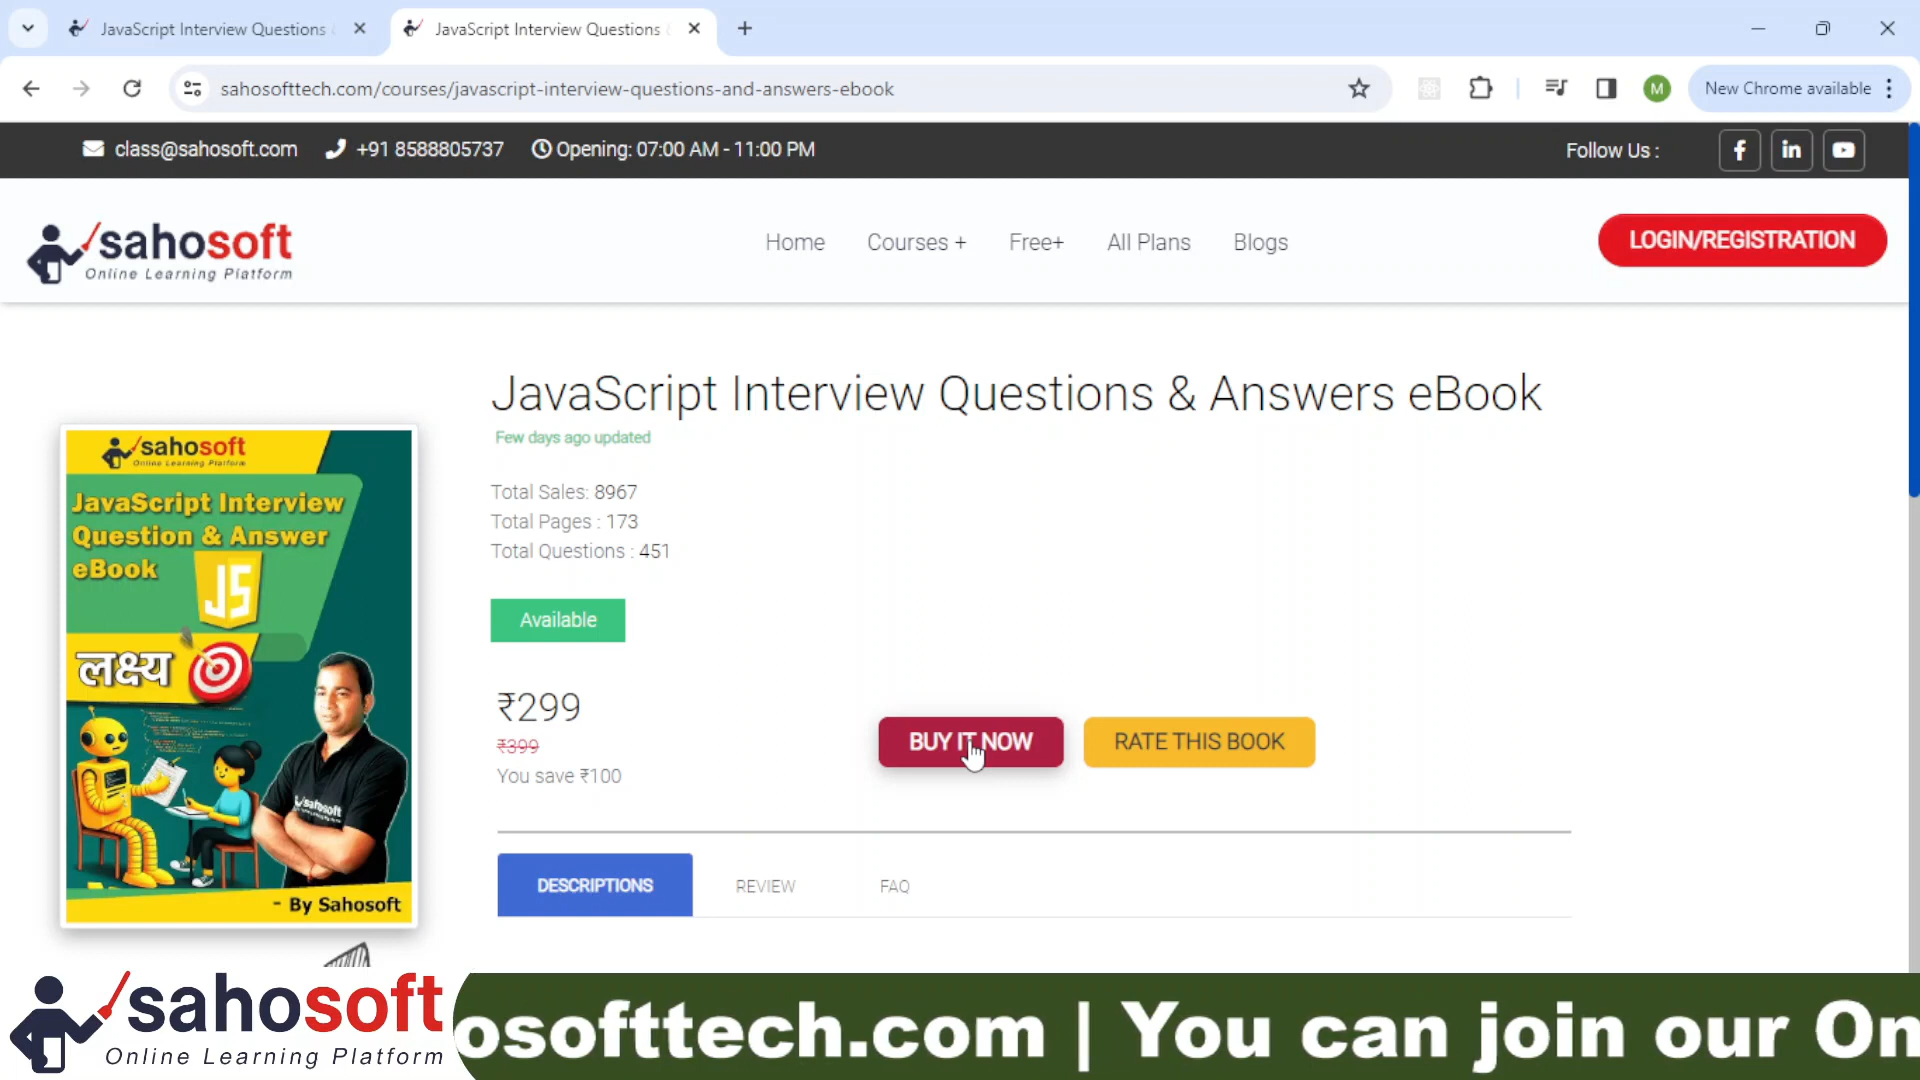 JavaScript Interview Questions
JavaScript Interview Questions
sahosofttech.com/courses/javascript-interview-questions-and-answers-ebook
M
New Chrome available
class@sahosoft.com
+91 8588805737
Opening: 07:00 AM - 11:00 PM
Follow Us :
sahosoft
Online Learning Platform
Home
Courses +
Free+
All Plans
Blogs
LOGIN/REGISTRATION
JavaScript Interview Questions & Answers eBook
Few days ago updated
Total Sales: 8967
Total Pages : 173
Total Questions : 451
Available
₹299
₹399
You save ₹100
BUY IT NOW
RATE THIS BOOK
DESCRIPTIONS
REVIEW
FAQ
sahosoft
Online Learning Platform
JavaScript Interview
Question & Answer
eBook
JS
लक्ष्य
sahosoft
- By Sahosoft
sahosoft
Online Learning Platform
osofttech.com | You can join our On